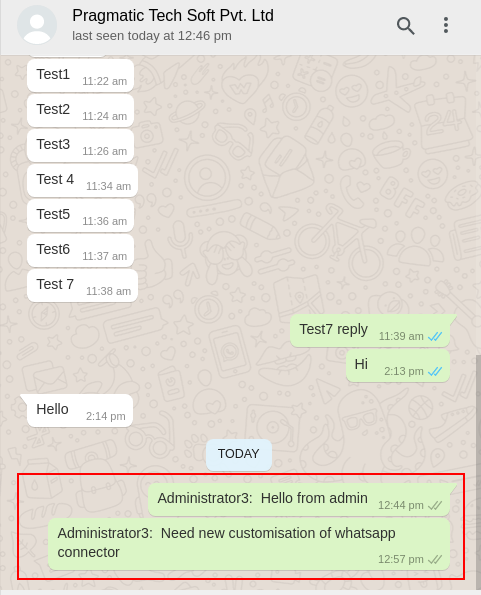 Pragmatic Tech Soft Pvt. Ltd
last seen today at 12:46 pm
Test1 11:22 am
Test2 11:24 am
Test3 11:26 am
Test 4 11:34 am
Test5 11:36 am
Test6 11:37 am
Test 7 11:38 am
Test7 reply 11:39 am
Hi 2:13 pm
Hello 2:14 pm
TODAY
Administrator3: Hello from admin 12:44 pm
Administrator3: Need new customisation of whatsapp
connector 12:57 pm